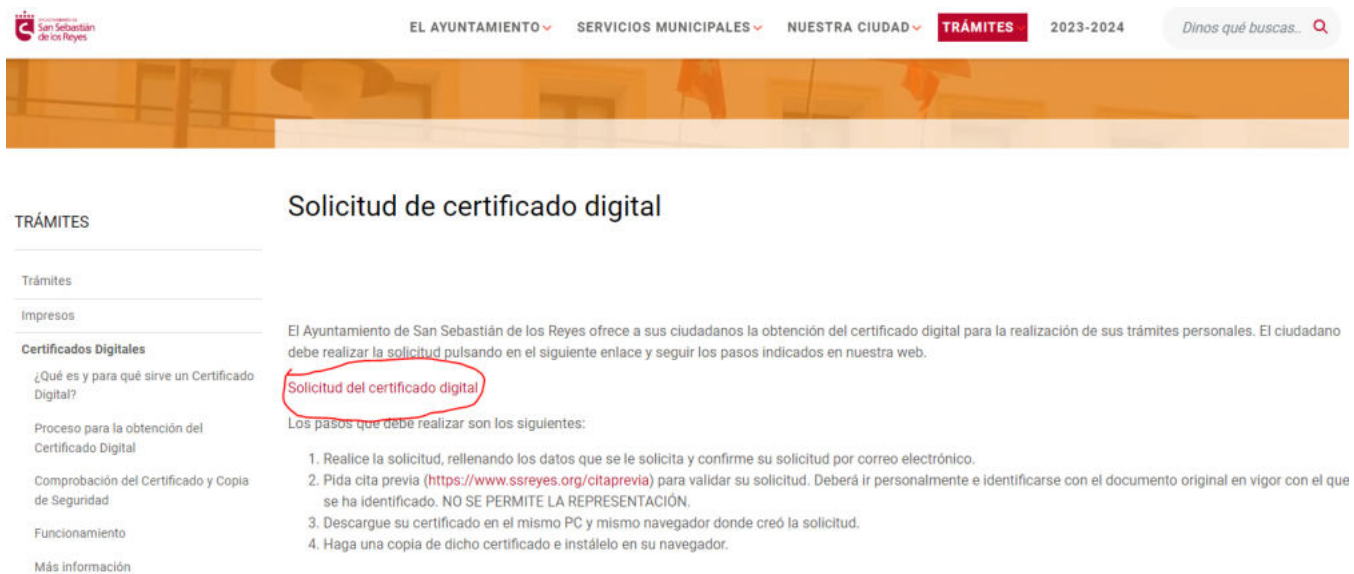 AYUNTAMIENTO DE
San Sebastián
de los Reyes
EL AYUNTAMIENTO
SERVICIOS MUNICIPALES
NUESTRA CIUDAD
TRÁMITES
2023-2024
Dinos qué buscas..
TRÁMITES
Trámites
Impresos
Certificados Digitales
¿Qué es y para qué sirve un Certificado
Digital?
Proceso para la obtención del
Certificado Digital
Comprobación del Certificado y Copia
de Seguridad
Funcionamiento
Más información
Solicitud de certificado digital
El Ayuntamiento de San Sebastián de los Reyes ofrece a sus ciudadanos la obtención del certificado digital para la realización de sus trámites personales. El ciudadano
debe realizar la solicitud pulsando en el siguiente enlace y seguir los pasos indicados en nuestra web.
Solicitud del certificado digital
Los pasos que debe realizar son los siguientes:
1. Realice la solicitud, rellenando los datos que se le solicita y confirme su solicitud por correo electrónico.
2. Pida cita previa (https://www.ssreyes.org/citaprevia) para validar su solicitud. Deberá ir personalmente e identificarse con el documento original en vigor con el que
se ha identificado. NO SE PERMITE LA REPRESENTACIÓN.
3. Descargue su certificado en el mismo PC y mismo navegador donde creó la solicitud.
4. Haga una copia de dicho certificado e instálelo en su navegador.